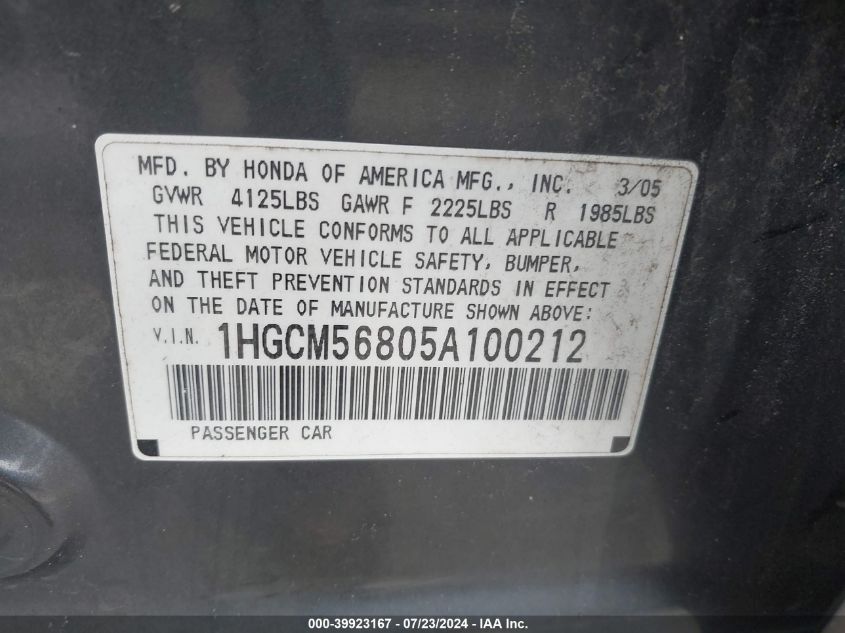 MFD. BY HONDA OF AMERICA MFG., INC. 3/05
GVWR 4125LBS GAWR F 2225LBS R 1985LBS
THIS VEHICLE CONFORMS TO ALL APPLICABLE
FEDERAL MOTOR VEHICLE SAFETY, BUMPER,
AND THEFT PREVENTION STANDARDS IN EFFECT
ON THE DATE OF MANUFACTURE SHOWN ABOVE:
V.I.N. 1HGCM56805A100212
PASSENGER CAR
000-39923167 / 07/23/2024 - IAA Inc.